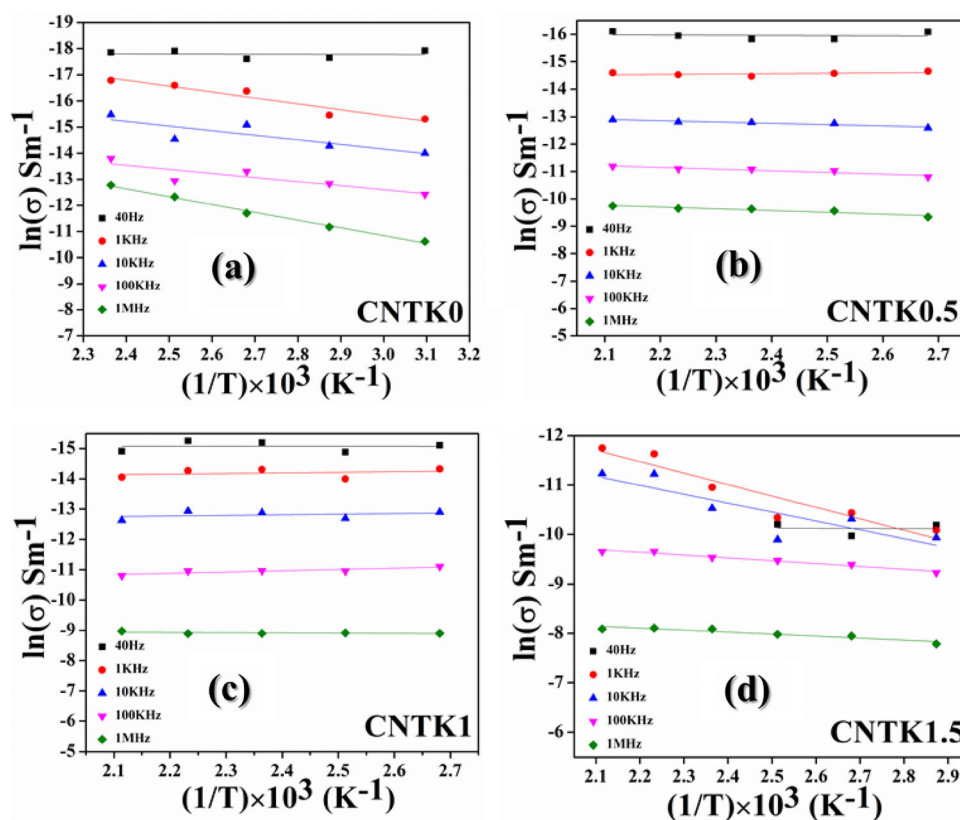 -19
-18
-17
-16
-15
-14
-13
-12
-11
-10
-9
-8
-7
ln(σ) Sm⁻¹
40Hz
1KHz
10KHz
100KHz
1MHz
(a)
CNTK0
2.3 2.4 2.5 2.6 2.7 2.8 2.9 3.0 3.1 3.2
(1/T)×10³ (K⁻¹)
-16
-15
-14
-13
-12
-11
-10
-9
-8
-7
-6
-5
ln(σ) Sm⁻¹
40Hz
1KHz
10KHz
100KHz
1MHz
(b)
CNTK0.5
2.1 2.2 2.3 2.4 2.5 2.6 2.7
(1/T)×10³ (K⁻¹)
-15
-14
-13
-12
-11
-10
-9
-8
-7
-6
-5
ln(σ) Sm⁻¹
40Hz
1KHz
10KHz
100KHz
1MHz
(c)
CNTK1
2.1 2.2 2.3 2.4 2.5 2.6 2.7
(1/T)×10³ (K⁻¹)
-12
-11
-10
-9
-8
-7
-6
ln(σ) Sm⁻¹
40Hz
1KHz
10KHz
100KHz
1MHz
(d)
CNTK1.5
2.1 2.2 2.3 2.4 2.5 2.6 2.7 2.8 2.9
(1/T)×10³ (K⁻¹)